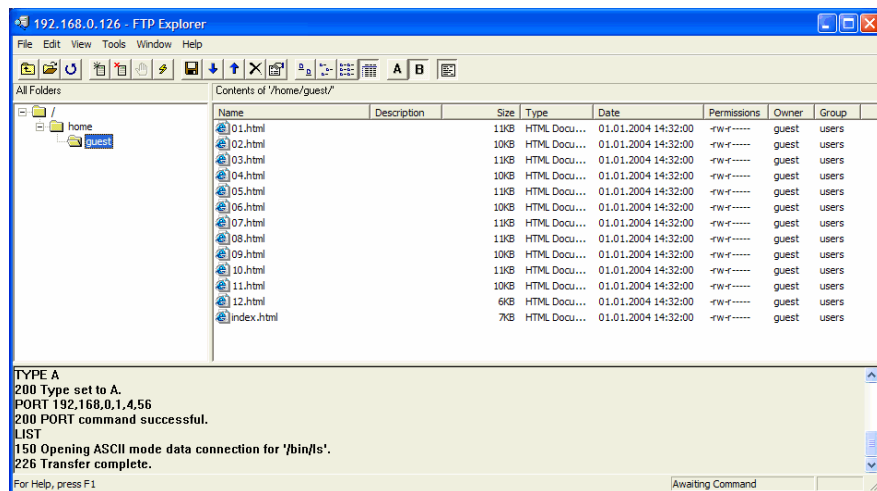 192.168.0.126 - FTP Explorer
File Edit View Tools Window Help
A B
All Folders
Contents of '/home/guest/'
/
home
guest
Name Description Size Type Date Permissions Owner Group
01.html 11KB HTML Docu... 01.01.2004 14:32:00 -rw-r----- guest users
02.html 10KB HTML Docu... 01.01.2004 14:32:00 -rw-r----- guest users
03.html 11KB HTML Docu... 01.01.2004 14:32:00 -rw-r----- guest users
04.html 10KB HTML Docu... 01.01.2004 14:32:00 -rw-r----- guest users
05.html 11KB HTML Docu... 01.01.2004 14:32:00 -rw-r----- guest users
06.html 10KB HTML Docu... 01.01.2004 14:32:00 -rw-r----- guest users
07.html 11KB HTML Docu... 01.01.2004 14:32:00 -rw-r----- guest users
08.html 11KB HTML Docu... 01.01.2004 14:32:00 -rw-r----- guest users
09.html 10KB HTML Docu... 01.01.2004 14:32:00 -rw-r----- guest users
10.html 11KB HTML Docu... 01.01.2004 14:32:00 -rw-r----- guest users
11.html 10KB HTML Docu... 01.01.2004 14:32:00 -rw-r----- guest users
12.html 6KB HTML Docu... 01.01.2004 14:32:00 -rw-r----- guest users
index.html 7KB HTML Docu... 01.01.2004 14:32:00 -rw-r----- guest users
TYPE A
200 Type set to A.
PORT 192,168,0,1,4,56
200 PORT command successful.
LIST
150 Opening ASCII mode data connection for '/bin/ls'.
226 Transfer complete.
For Help, press F1
Awaiting Command